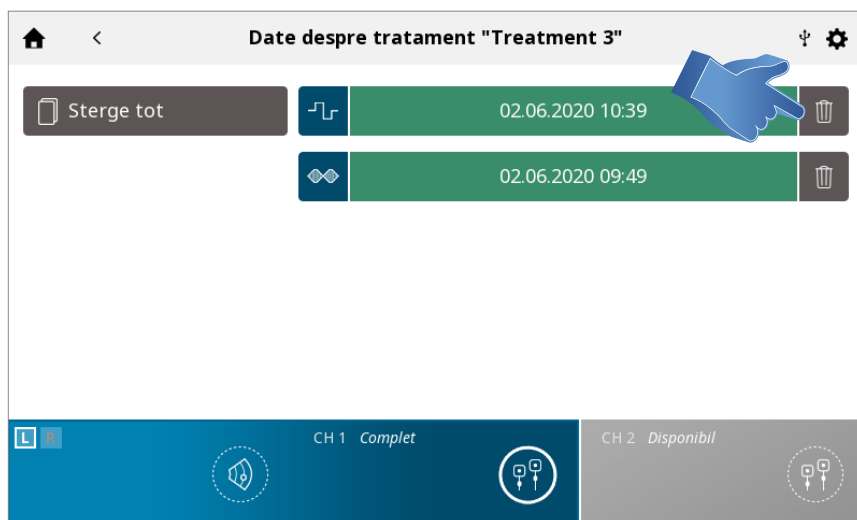 Date despre tratament "Treatment 3"
Sterge tot
02.06.2020 10:39
02.06.2020 09:49
L R
CH 1 Complet
CH 2 Disponibil